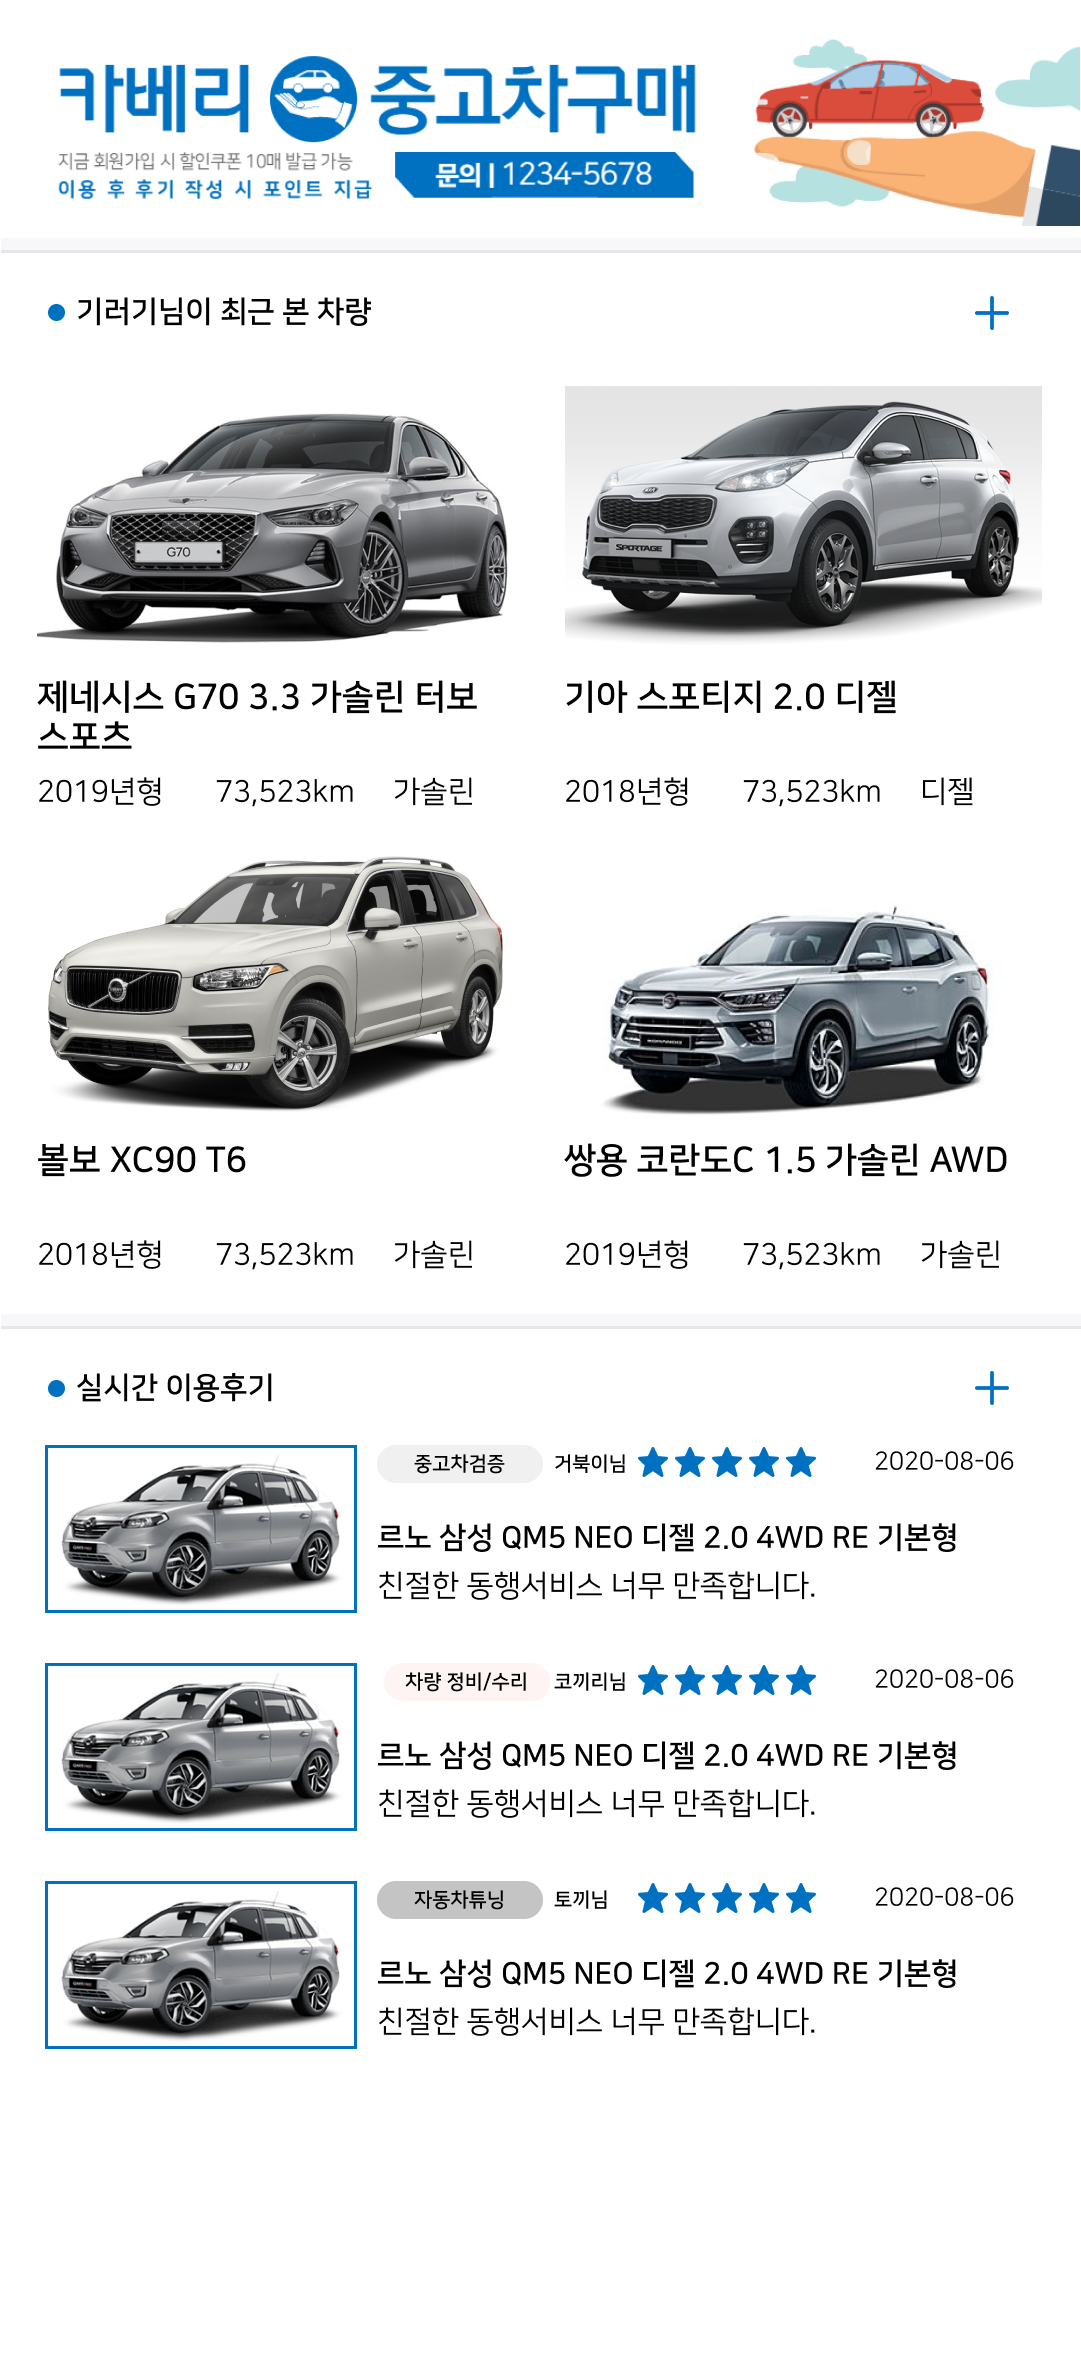 카베리 중고차구매
지금 회원가입 시 할인쿠폰 10매 발급 가능
이용 후 후기 작성 시 포인트 지급
문의 | 1234-5678
기러기님이 최근 본 차량
G70
SPORTAGE
제네시스 G70 3.3 가솔린 터보
스포츠
2019년형 73,523km 가솔린
기아 스포티지 2.0 디젤
2018년형 73,523km 디젤
볼보 XC90 T6
2018년형 73,523km 가솔린
쌍용 코란도C 1.5 가솔린 AWD
2019년형 73,523km 가솔린
실시간 이용후기
중고차검증 거북이님 2020-08-06
르노 삼성 QM5 NEO 디젤 2.0 4WD RE 기본형
친절한 동행서비스 너무 만족합니다.
차량 정비/수리 코끼리님 2020-08-06
르노 삼성 QM5 NEO 디젤 2.0 4WD RE 기본형
친절한 동행서비스 너무 만족합니다.
자동차튜닝 토끼님 2020-08-06
르노 삼성 QM5 NEO 디젤 2.0 4WD RE 기본형
친절한 동행서비스 너무 만족합니다.